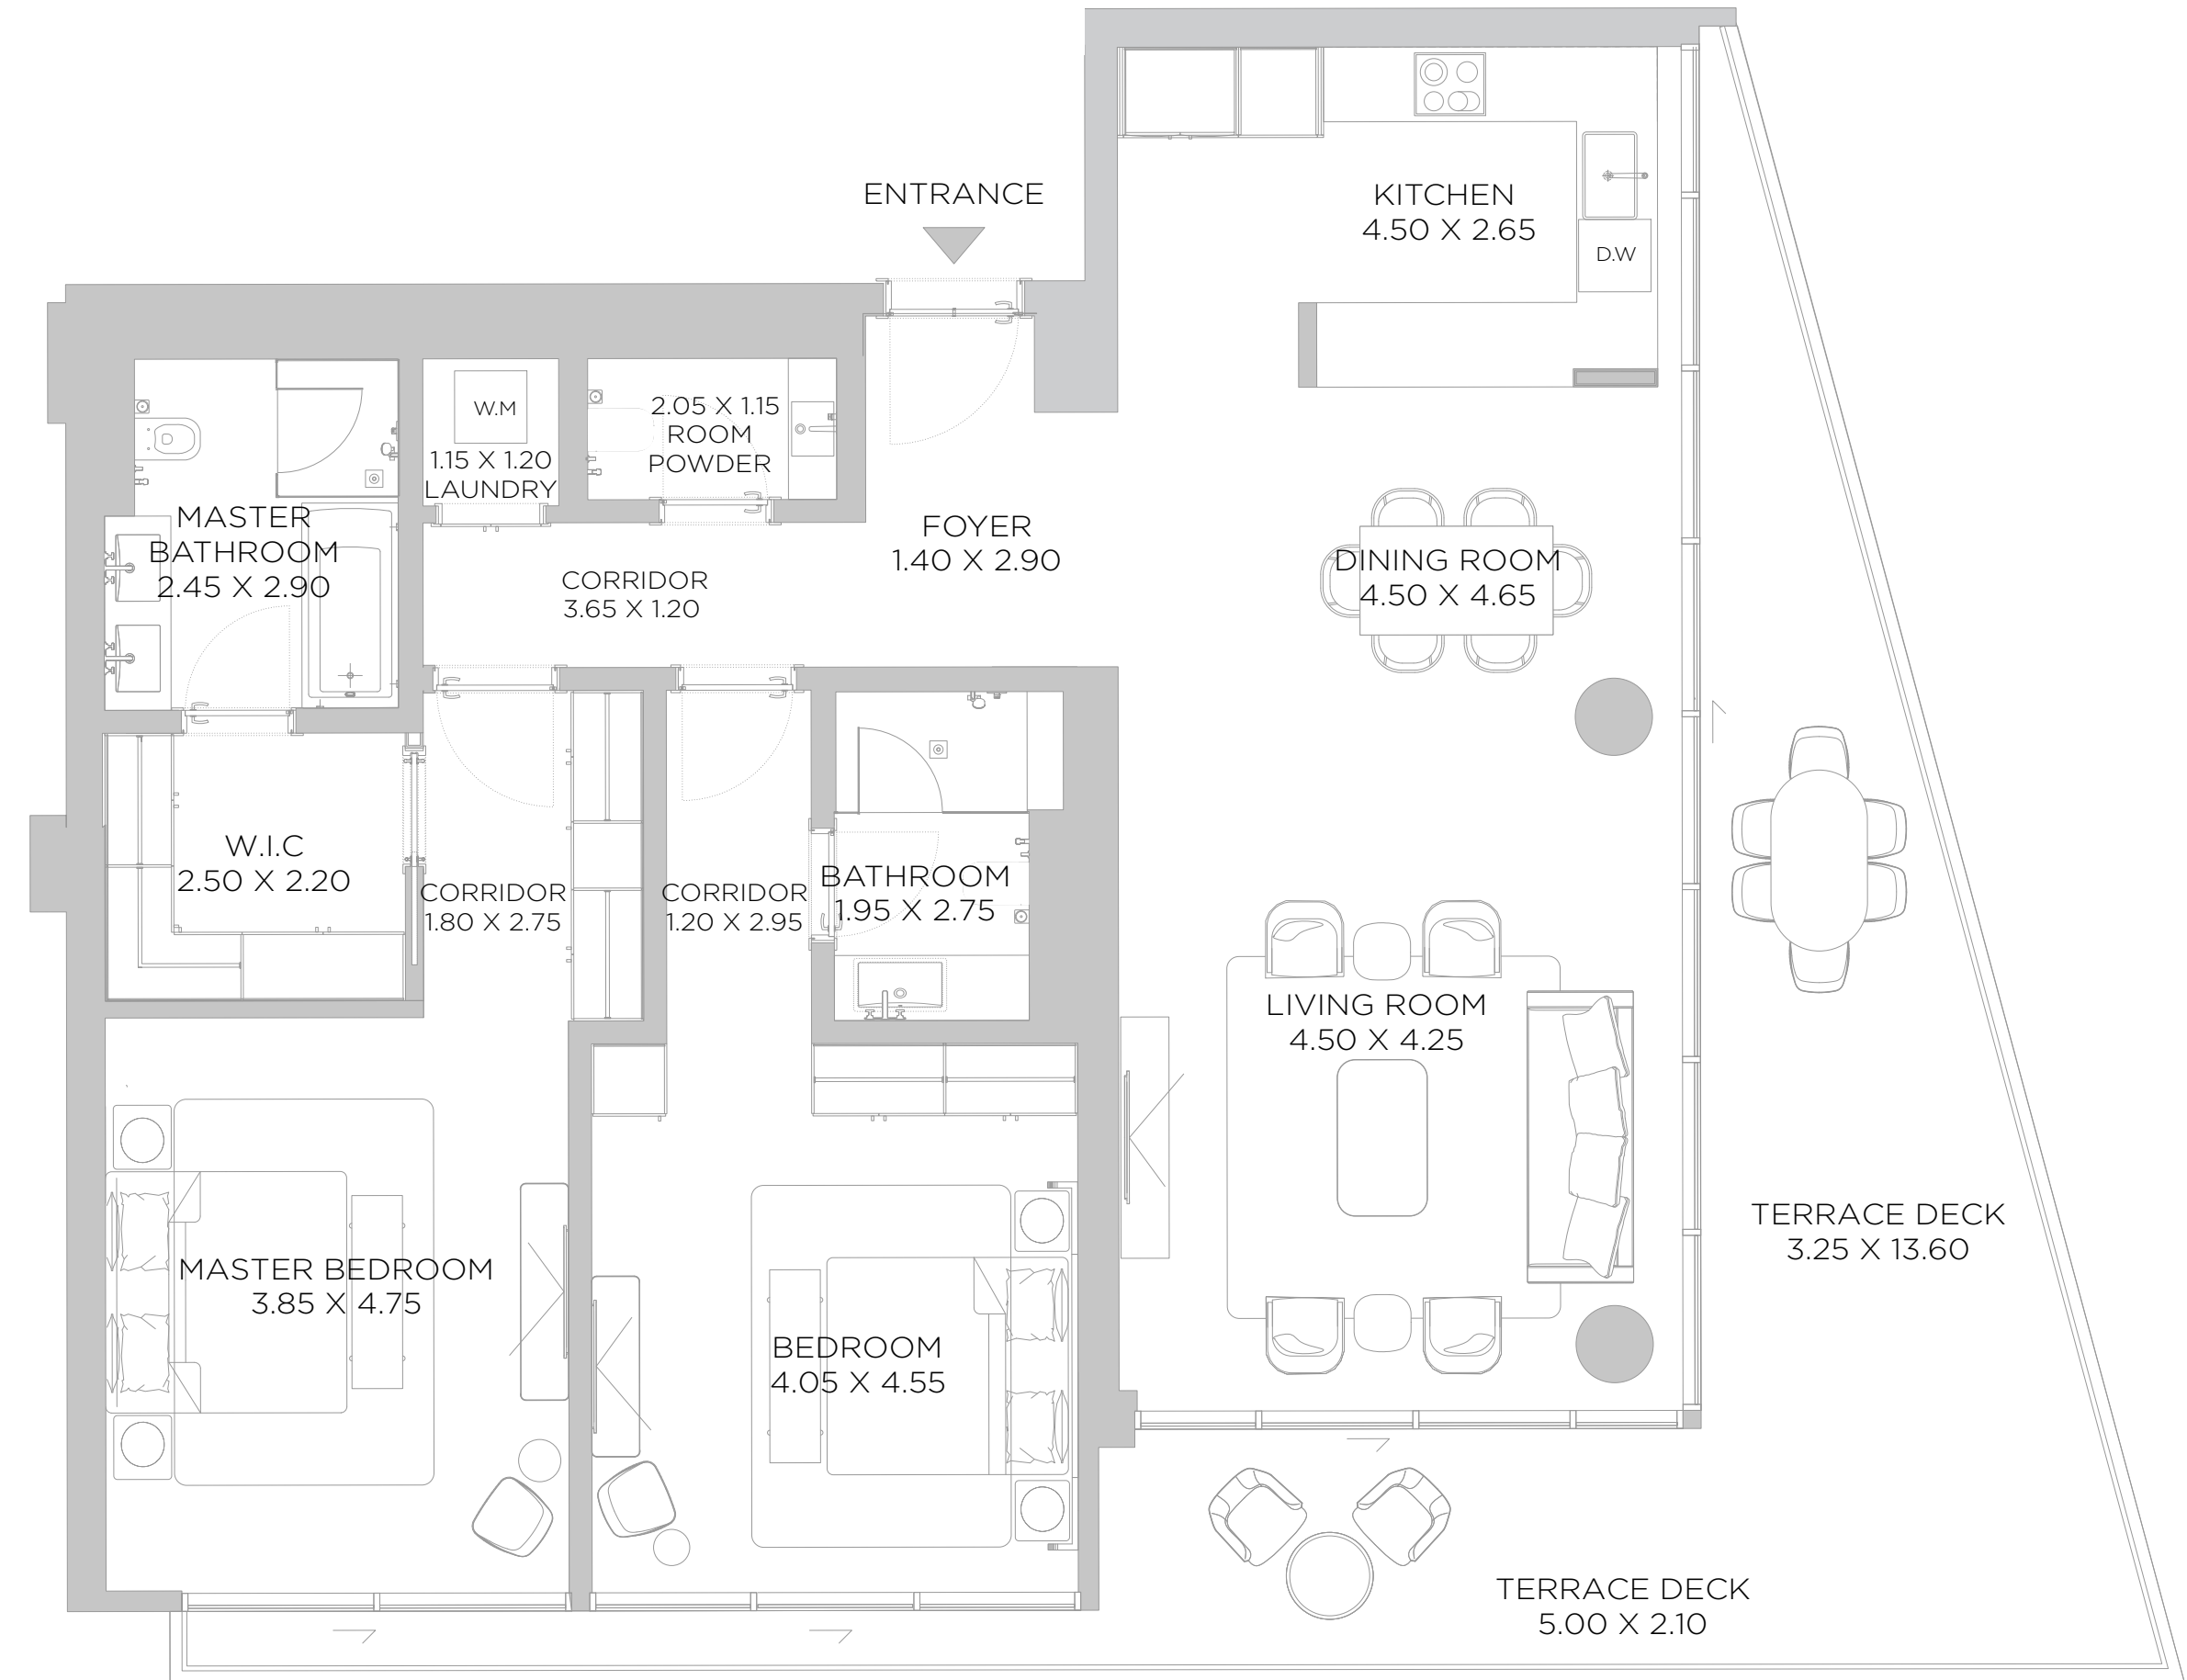 ENTRANCE
KITCHEN
4.50 X 2.65
D.W
W.M
1.15 X 1.20
LAUNDRY
2.05 X 1.15
ROOM
POWDER
MASTER
BATHROOM
2.45 X 2.90
FOYER
1.40 X 2.90
CORRIDOR
3.65 X 1.20
DINING ROOM
4.50 X 4.65
W.I.C
2.50 X 2.20
CORRIDOR
1.80 X 2.75
CORRIDOR
1.20 X 2.95
BATHROOM
1.95 X 2.75
LIVING ROOM
4.50 X 4.25
TERRACE DECK
3.25 X 13.60
MASTER BEDROOM
3.85 X 4.75
BEDROOM
4.05 X 4.55
TERRACE DECK
5.00 X 2.10